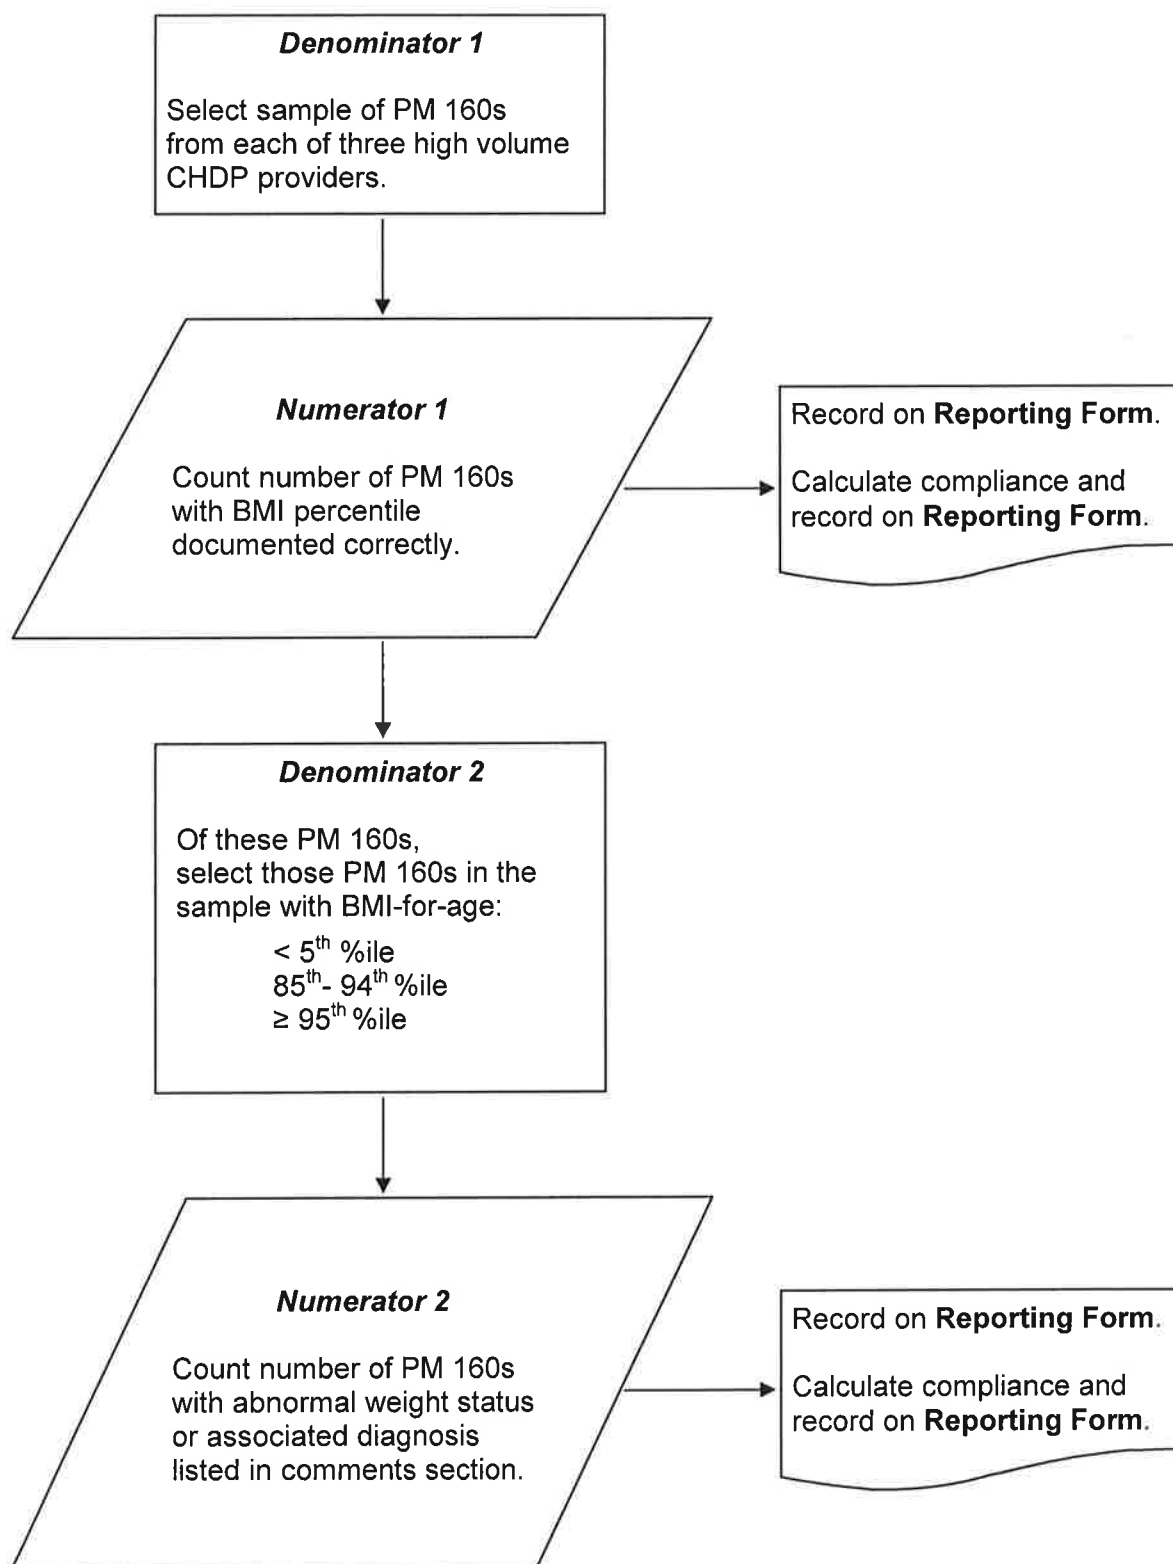 Denominator 1
Select sample of PM 160s
from each of three high volume
CHDP providers.
Numerator 1
Count number of PM 160s
with BMI percentile
documented correctly.
Record on Reporting Form.
Calculate compliance and
record on Reporting Form.
Denominator 2
Of these PM 160s,
select those PM 160s in the
sample with BMI-for-age:
< 5th %ile
85th- 94th %ile
≥ 95th %ile
Numerator 2
Count number of PM 160s
with abnormal weight status
or associated diagnosis
listed in comments section.
Record on Reporting Form.
Calculate compliance and
record on Reporting Form.